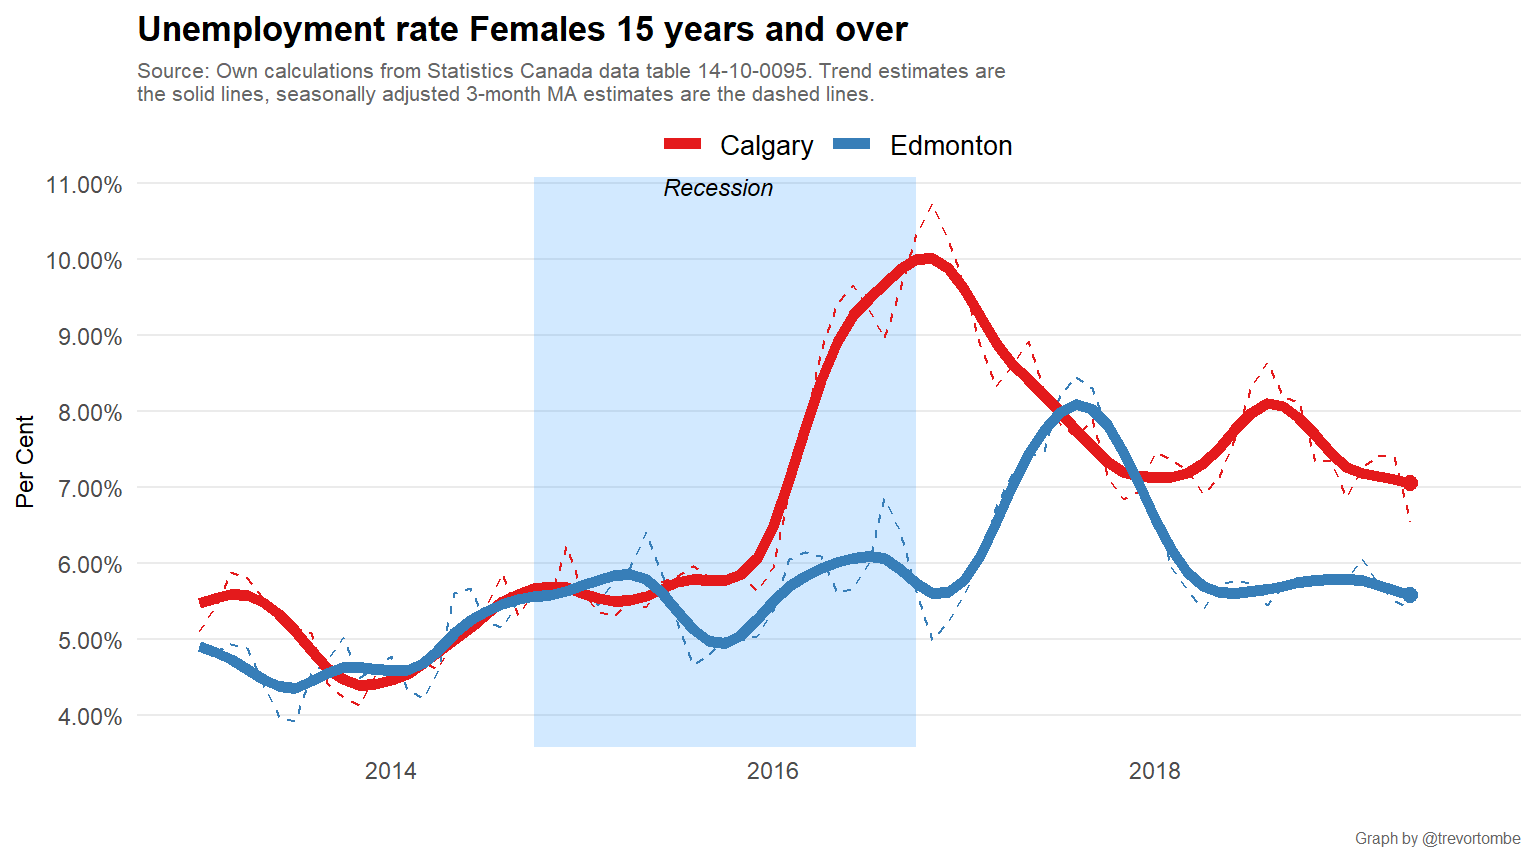 Unemployment rate Females 15 years and over
Source: Own calculations from Statistics Canada data table 14-10-0095. Trend estimates are
the solid lines, seasonally adjusted 3-month MA estimates are the dashed lines.
Calgary Edmonton
Recession
11.00%
10.00%
9.00%
8.00%
7.00%
6.00%
5.00%
4.00%
Per Cent
2014 2016 2018
Graph by @trevortombe